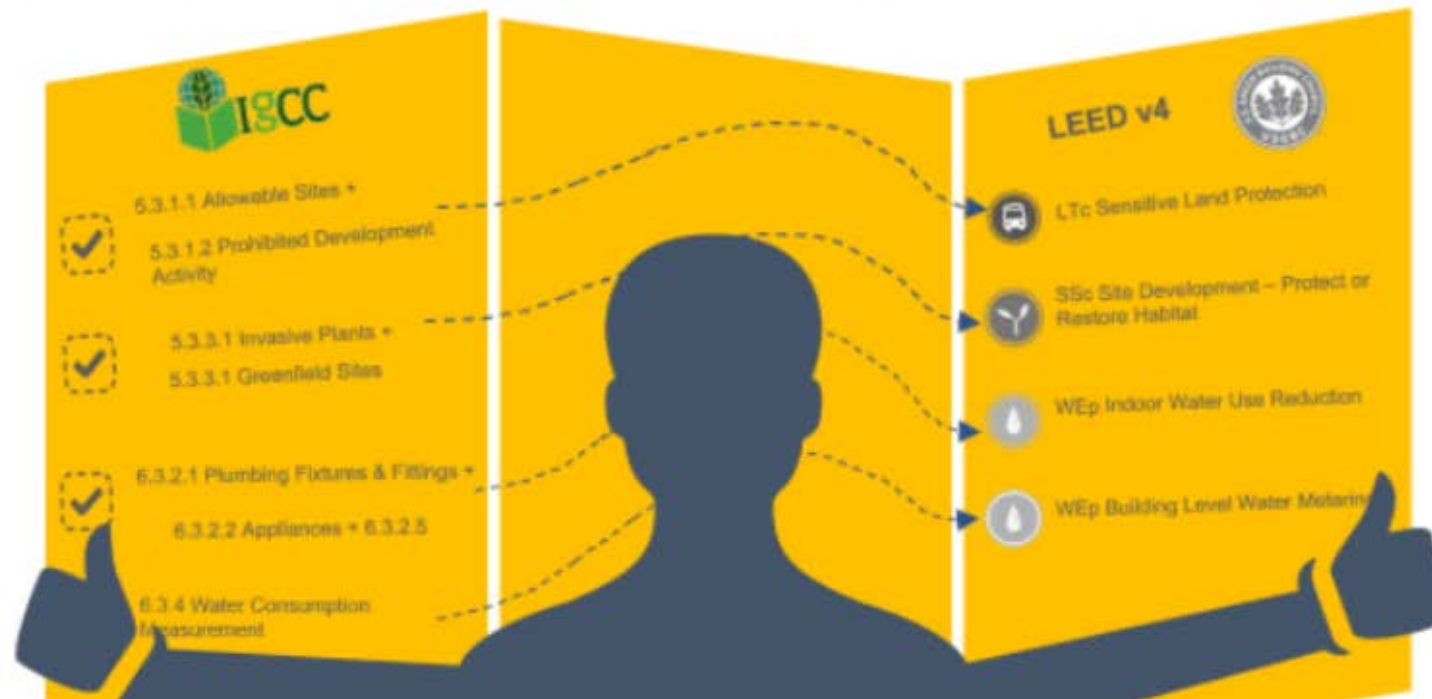 IgCC
5.3.1.1 Allowable Sites +
5.3.1.2 Prohibited Development
Activity
5.3.3.1 Invasive Plants +
5.3.3.1 Greenfield Sites
6.3.2.1 Plumbing Fixtures & Fittings +
6.3.2.2 Appliances + 6.3.2.5
6.3.4 Water Consumption
Measurement
LEED v4
LTc Sensitive Land Protection
SSc Site Development – Protect or
Restore Habitat
WEp Indoor Water Use Reduction
WEp Building Level Water Metering